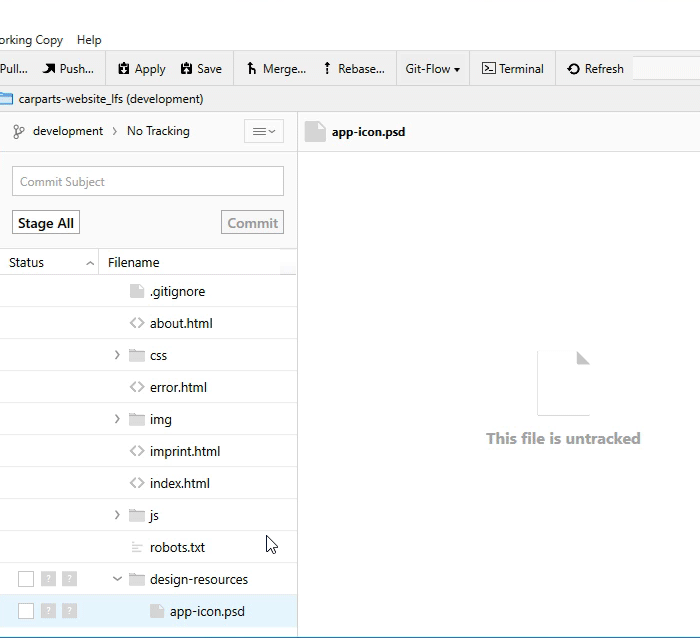 orking Copy Help
Pull... Push... Apply Save Merge... Rebase... Git-Flow Terminal Refresh
carparts-website_lfs (development)
development No Tracking
app-icon.psd
Commit Subject
Stage All Commit
Status Filename
.gitignore
about.html
css
error.html
img
This file is untracked
imprint.html
index.html
js
robots.txt
? ? design-resources
? ? app-icon.psd